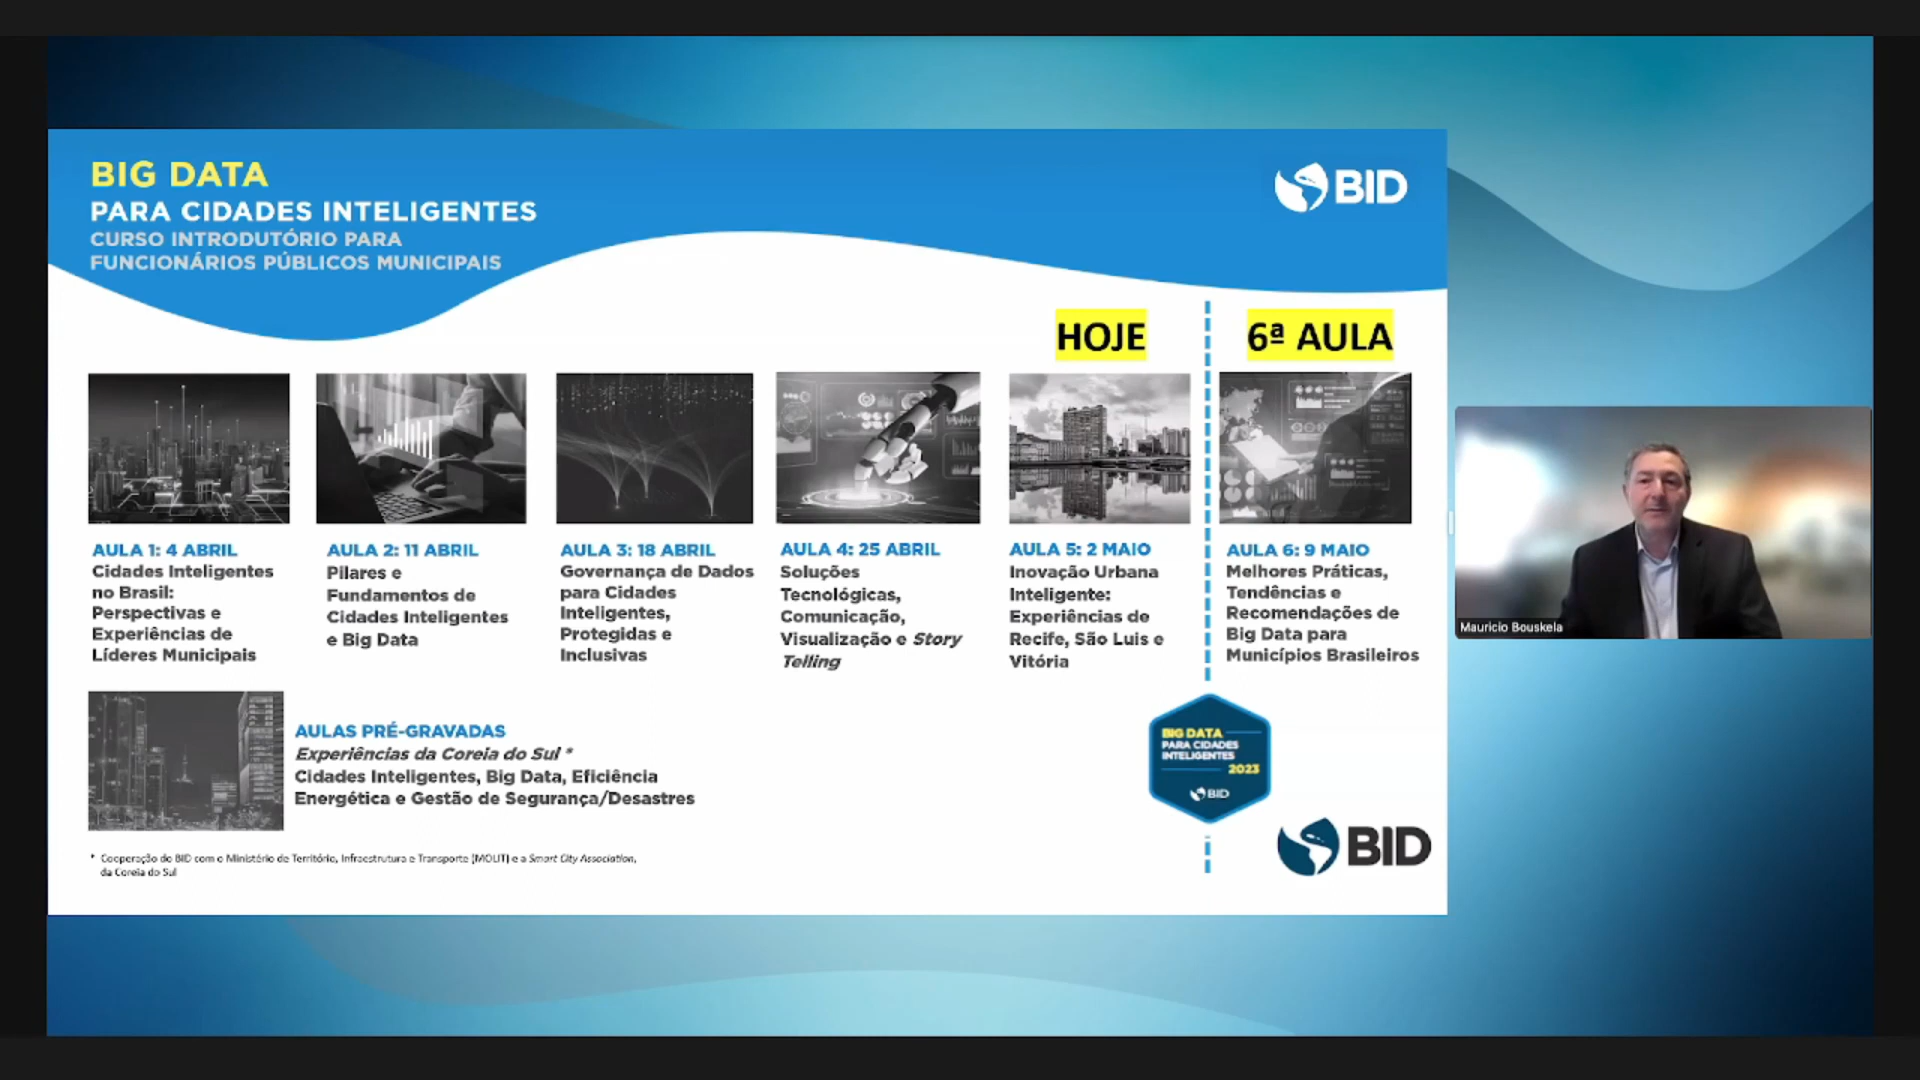 BIG DATA
PARA CIDADES INTELIGENTES
CURSO INTRODUTÓRIO PARA
FUNCIONÁRIOS PÚBLICOS MUNICIPAIS
BID
HOJE
6ª AULA
AULA 1: 4 ABRIL
Cidades Inteligentes
no Brasil:
Perspectivas e
Experiências de
Líderes Municipais
AULA 2: 11 ABRIL
Pilares e
Fundamentos de
Cidades Inteligentes
e Big Data
AULA 3: 18 ABRIL
Governança de Dados
para Cidades
Inteligentes,
Protegidas e
Inclusivas
AULA 4: 25 ABRIL
Soluções
Tecnológicas,
Comunicação,
Visualização e Story
Telling
AULA 5: 2 MAIO
Inovação Urbana
Inteligente:
Experiências de
Recife, São Luis e
Vitória
AULA 6: 9 MAIO
Melhores Práticas,
Tendências e
Recomendações de
Big Data para
Municípios Brasileiros
Mauricio Bouskela
AULAS PRÉ-GRAVADAS
Experiências da Coreia do Sul *
Cidades Inteligentes, Big Data, Eficiência
Energética e Gestão de Segurança/Desastres
BIG DATA
PARA CIDADES
INTELIGENTES
2023
BID
BID
* Cooperação do BID com o Ministério de Território, Infraestrutura e Transporte (MOLIT) e a Smart City Association,
da Coreia do Sul